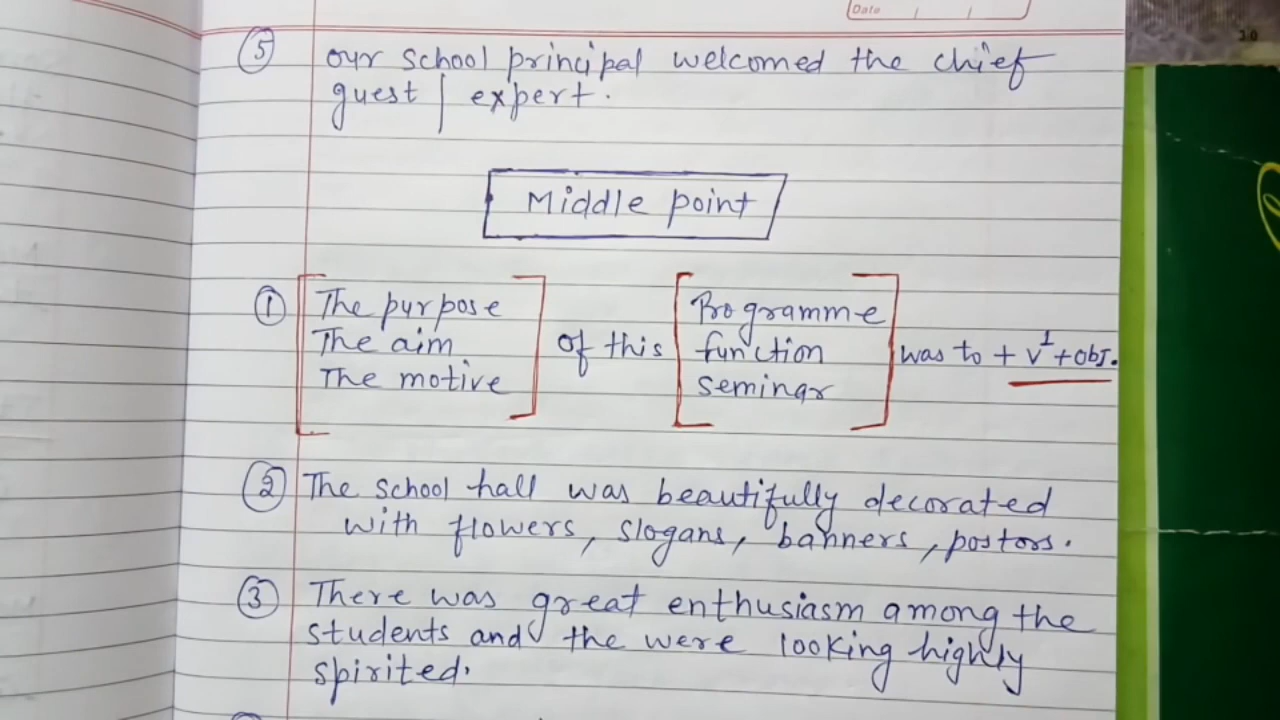 Date
⑤ our school principal welcomed the chief
guest | expert.
Middle point
① The purpose
The aim
The motive
of this
Programme
function
seminar
was to + v¹ + obj.
② The school hall was beautifully decorated
with flowers, slogans, banners, postors.
③ There was great enthusiasm among the
students and the were looking highly
spirited.